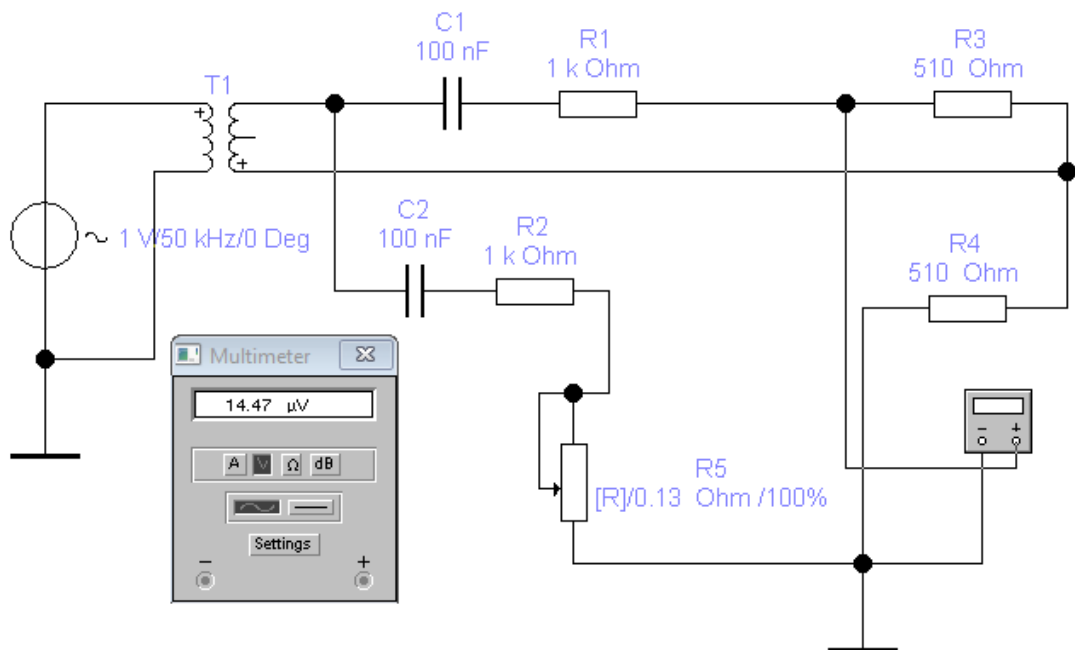 C1
100 nF
R1
1 k Ohm
R3
510 Ohm
T1
+
+
C2
100 nF
R2
1 k Ohm
1 V/50 kHz/0 Deg
R4
510 Ohm
Multimeter
14.47 µV
A V Ω dB
Settings
− +
R5
[R]/0.13 Ohm /100%
− +